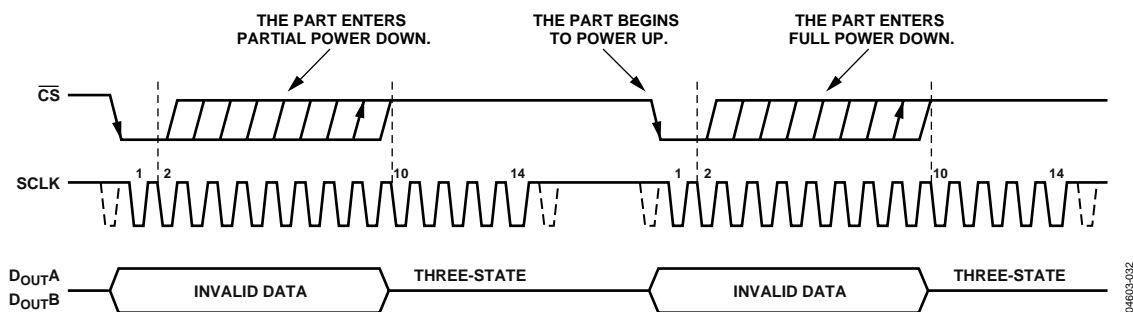 THE PART ENTERS
PARTIAL POWER DOWN.
THE PART BEGINS
TO POWER UP.
THE PART ENTERS
FULL POWER DOWN.
CS
SCLK
1 2 10 14 1 2 10 14
DOUTA
DOUTB
INVALID DATA THREE-STATE INVALID DATA THREE-STATE
04603-032